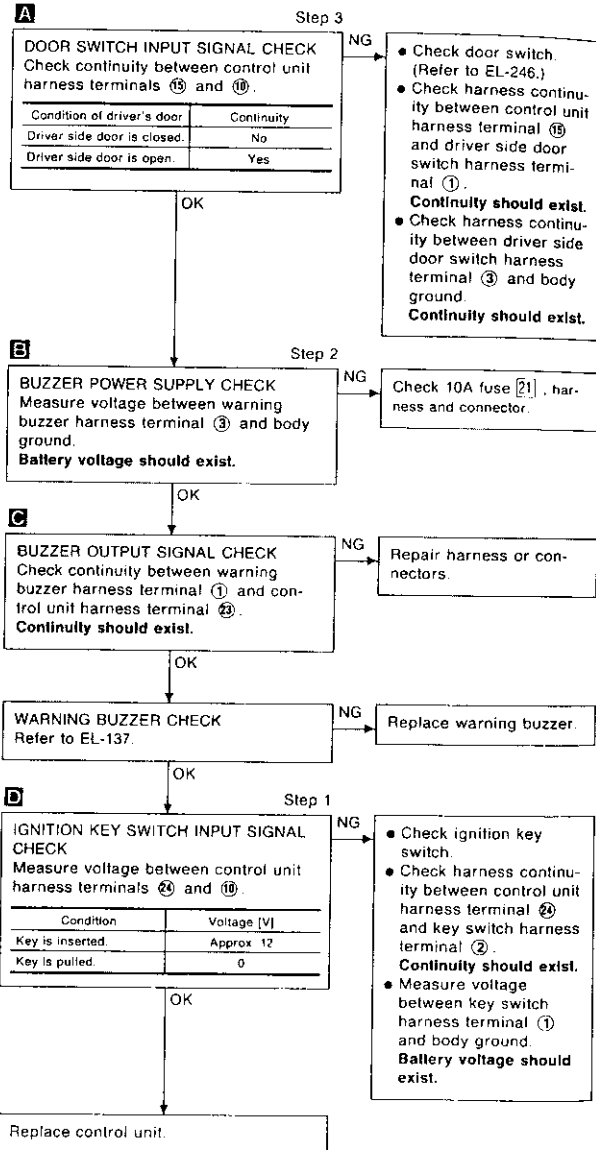 A
Step 3
DOOR SWITCH INPUT SIGNAL CHECK
Check continuity between control unit
harness terminals ⑮ and ⑩.
Condition of driver's door Continuity
Driver side door is closed. No
Driver side door is open. Yes
NG
● Check door switch.
(Refer to EL-246.)
● Check harness continu-
ity between control unit
harness terminal ⑮
and driver side door
switch harness termi-
nal ①.
Continuity should exist.
● Check harness continu-
ity between driver side
door switch harness
terminal ③ and body
ground.
Continuity should exist.
OK
B
Step 2
BUZZER POWER SUPPLY CHECK
Measure voltage between warning
buzzer harness terminal ③ and body
ground.
Battery voltage should exist.
NG
Check 10A fuse 21, har-
ness and connector.
OK
C
BUZZER OUTPUT SIGNAL CHECK
Check continuity between warning
buzzer harness terminal ① and con-
trol unit harness terminal ㉓.
Continuity should exist.
NG
Repair harness or con-
nectors.
OK
WARNING BUZZER CHECK
Refer to EL-137.
NG
Replace warning buzzer.
OK
D
Step 1
IGNITION KEY SWITCH INPUT SIGNAL
CHECK
Measure voltage between control unit
harness terminals ㉔ and ⑩.
Condition Voltage [V]
Key is inserted. Approx 12
Key is pulled. 0
NG
● Check ignition key
switch.
● Check harness continu-
ity between control unit
harness terminal ㉔
and key switch harness
terminal ②.
Continuity should exist.
● Measure voltage
between key switch
harness terminal ①
and body ground.
Battery voltage should
exist.
OK
Replace control unit.